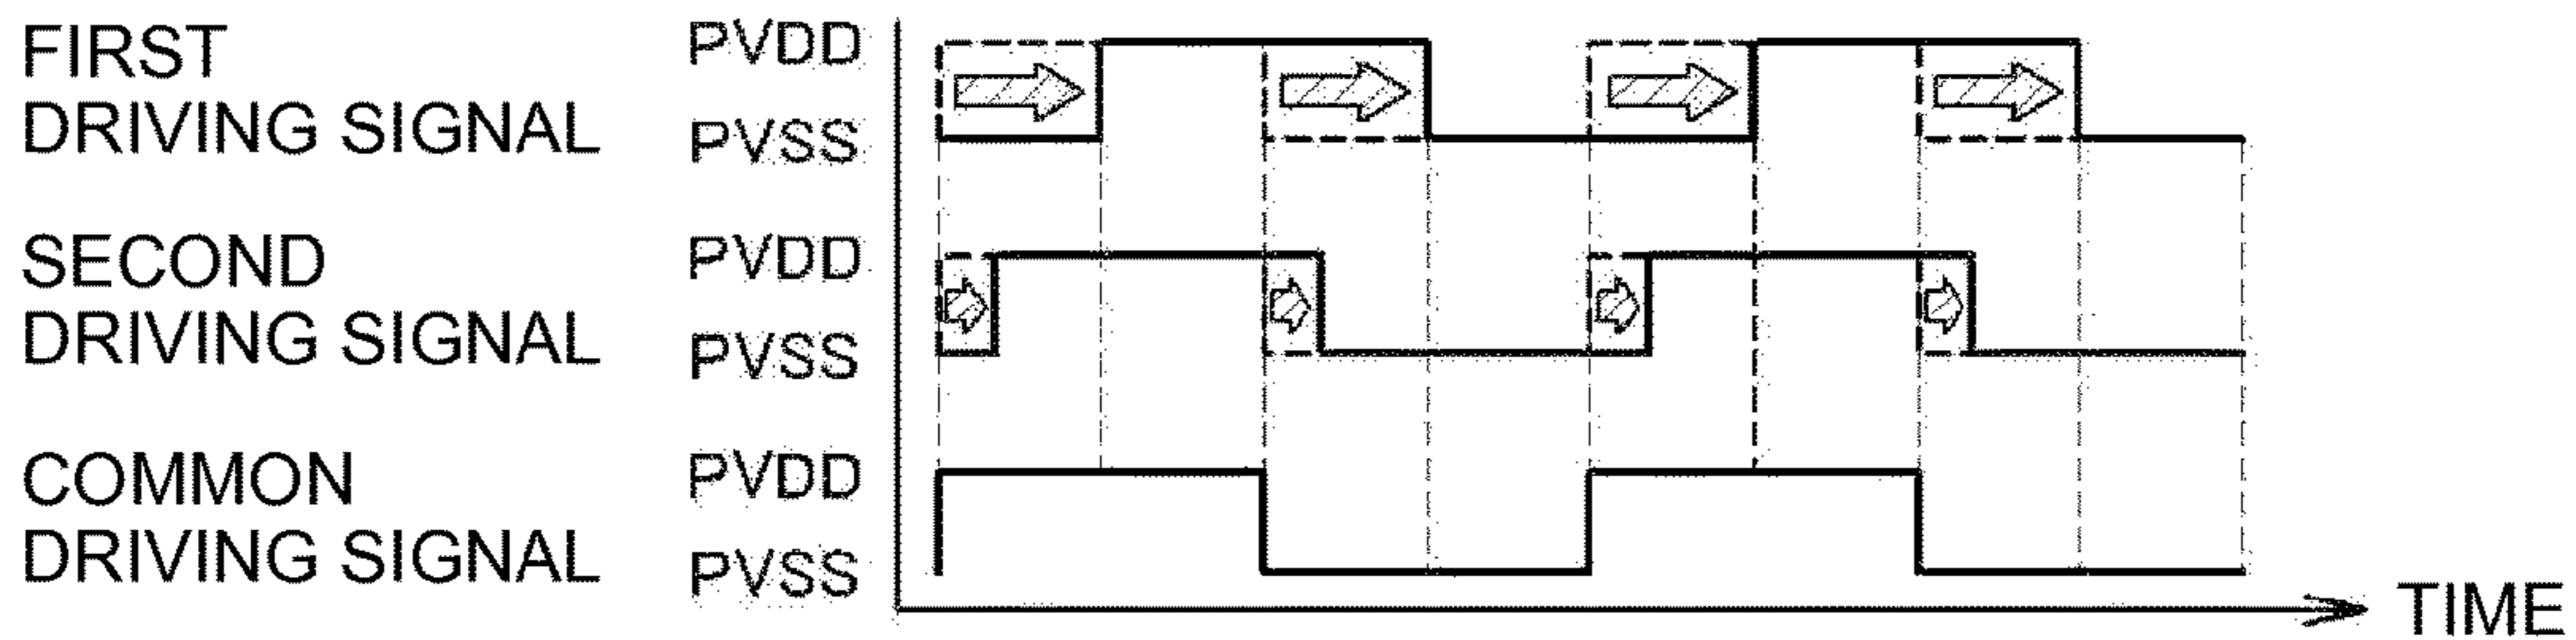 FIRST
DRIVING SIGNAL
PVDD
PVSS
SECOND
DRIVING SIGNAL
PVDD
PVSS
COMMON
DRIVING SIGNAL
PVDD
PVSS
TIME